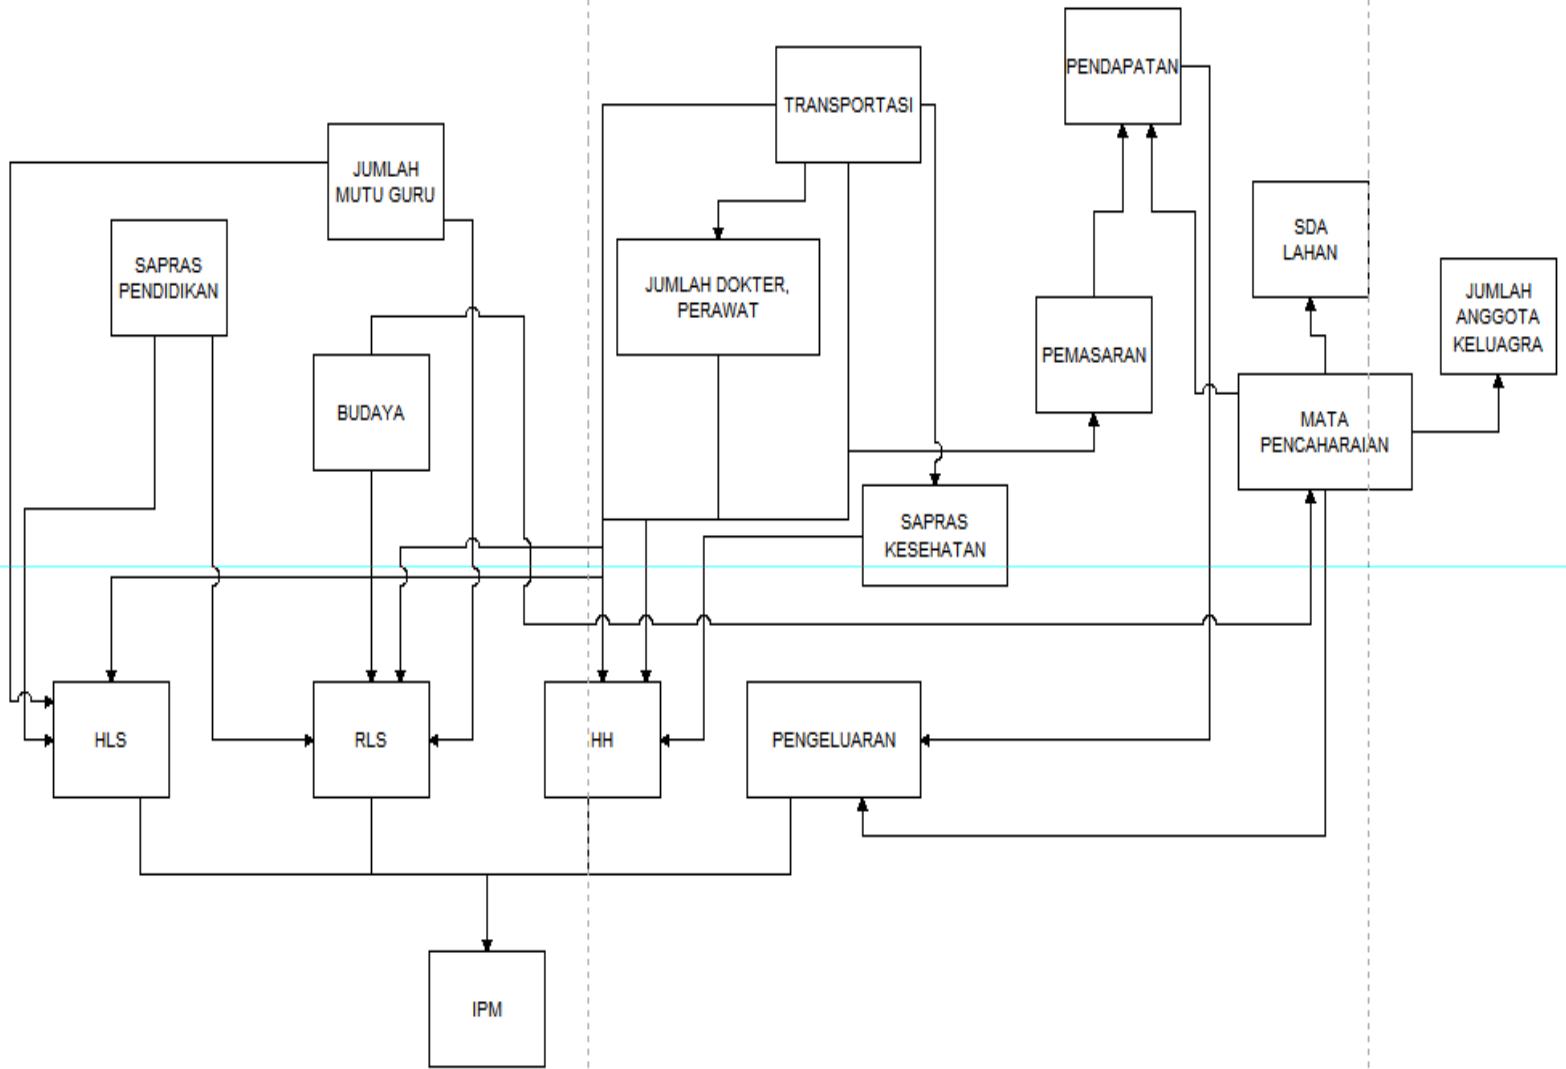 PENDAPATAN
TRANSPORTASI
JUMLAH
MUTU GURU
SAPRAS
PENDIDIKAN
SDA
LAHAN
JUMLAH DOKTER,
PERAWAT
JUMLAH
ANGGOTA
KELUAGRA
PEMASARAN
BUDAYA
MATA
PENCAHARAIAN
SAPRAS
KESEHATAN
HLS
RLS
HH
PENGELUARAN
IPM